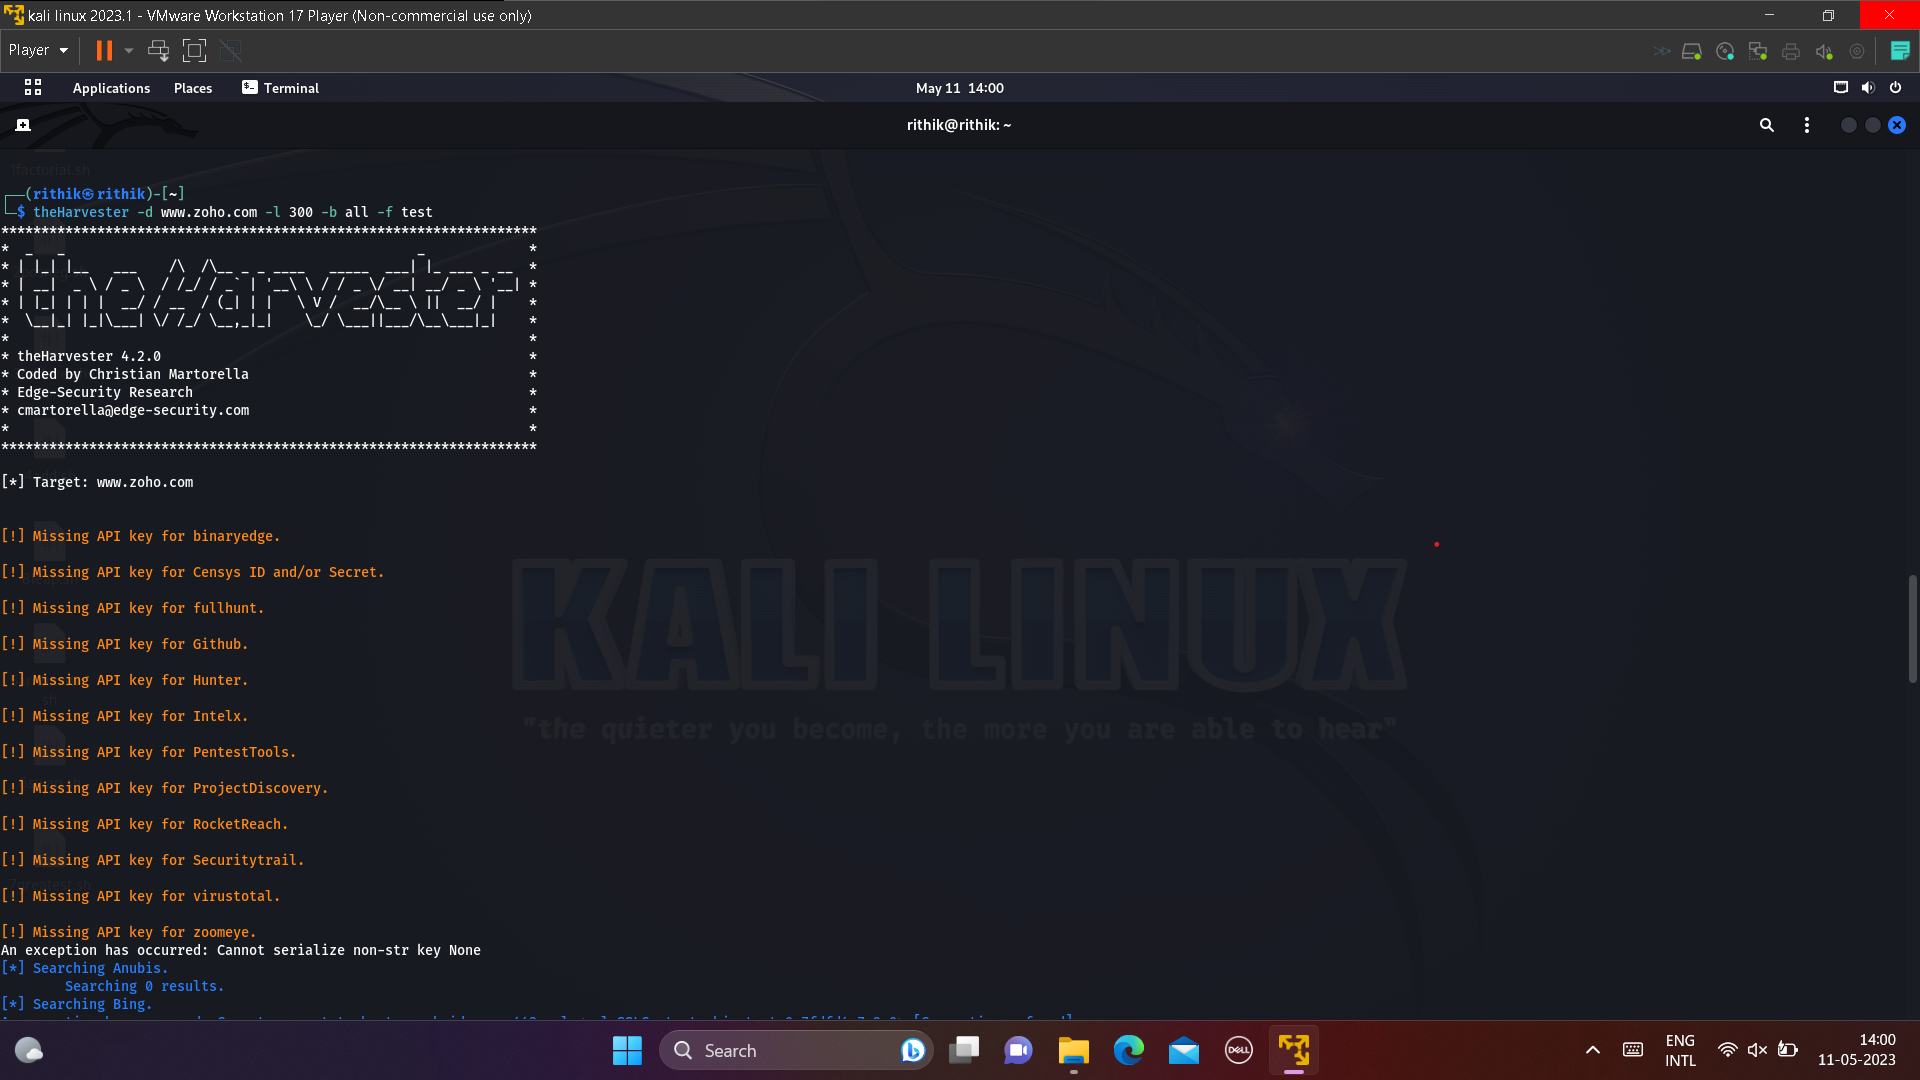 kali linux 2023.1 - VMware Workstation 17 Player (Non-commercial use only)
Player
Applications Places Terminal May 11 14:00
rithik@rithik: ~
1factorial.sh
┌──(rithik㉿rithik)-[~]
└─$ theHarvester -d www.zoho.com -l 300 -b all -f test
*******************************************************************
* theHarvester *
* theHarvester 4.2.0 *
* Coded by Christian Martorella *
* Edge-Security Research *
* cmartorella@edge-security.com *
* *
*******************************************************************
[*] Target: www.zoho.com
[!] Missing API key for binaryedge.
[!] Missing API key for Censys ID and/or Secret.
[!] Missing API key for fullhunt.
[!] Missing API key for Github.
[!] Missing API key for Hunter.
[!] Missing API key for Intelx.
[!] Missing API key for PentestTools.
[!] Missing API key for ProjectDiscovery.
[!] Missing API key for RocketReach.
[!] Missing API key for Securitytrail.
[!] Missing API key for virustotal.
[!] Missing API key for zoomeye.
An exception has occurred: Cannot serialize non-str key None
[*] Searching Anubis.
Searching 0 results.
[*] Searching Bing.
KALI LINUX
"the quieter you become, the more you are able to hear"
Search
DELL
ENG
INTL
14:00
11-05-2023